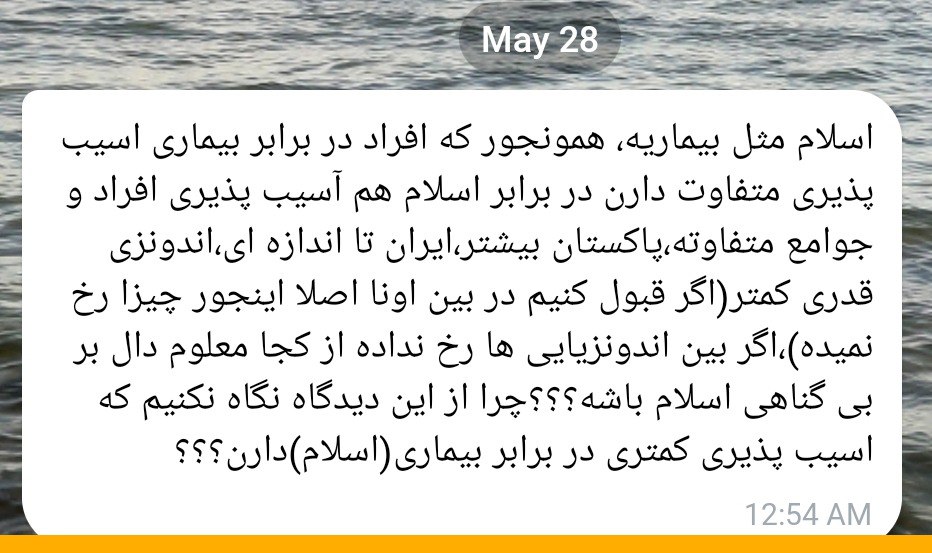 May 28
اسلام مثل بیماریه، همونجور که افراد در برابر بیماری اسیب
پذیری متفاوت دارن در برابر اسلام هم آسیب پذیری افراد و
جوامع متفاوته،پاکستان بیشتر،ایران تا اندازه ای،اندونزی
قدری کمتر(اگر قبول کنیم در بین اونا اصلا اینجور چیزا رخ
نمیده)،اگر بین اندونزیایی ها رخ نداده از کجا معلوم دال بر
بی گناهی اسلام باشه؟؟؟چرا از این دیدگاه نگاه نکنیم که
اسیب پذیری کمتری در برابر بیماری(اسلام)دارن؟؟؟
12:54 AM